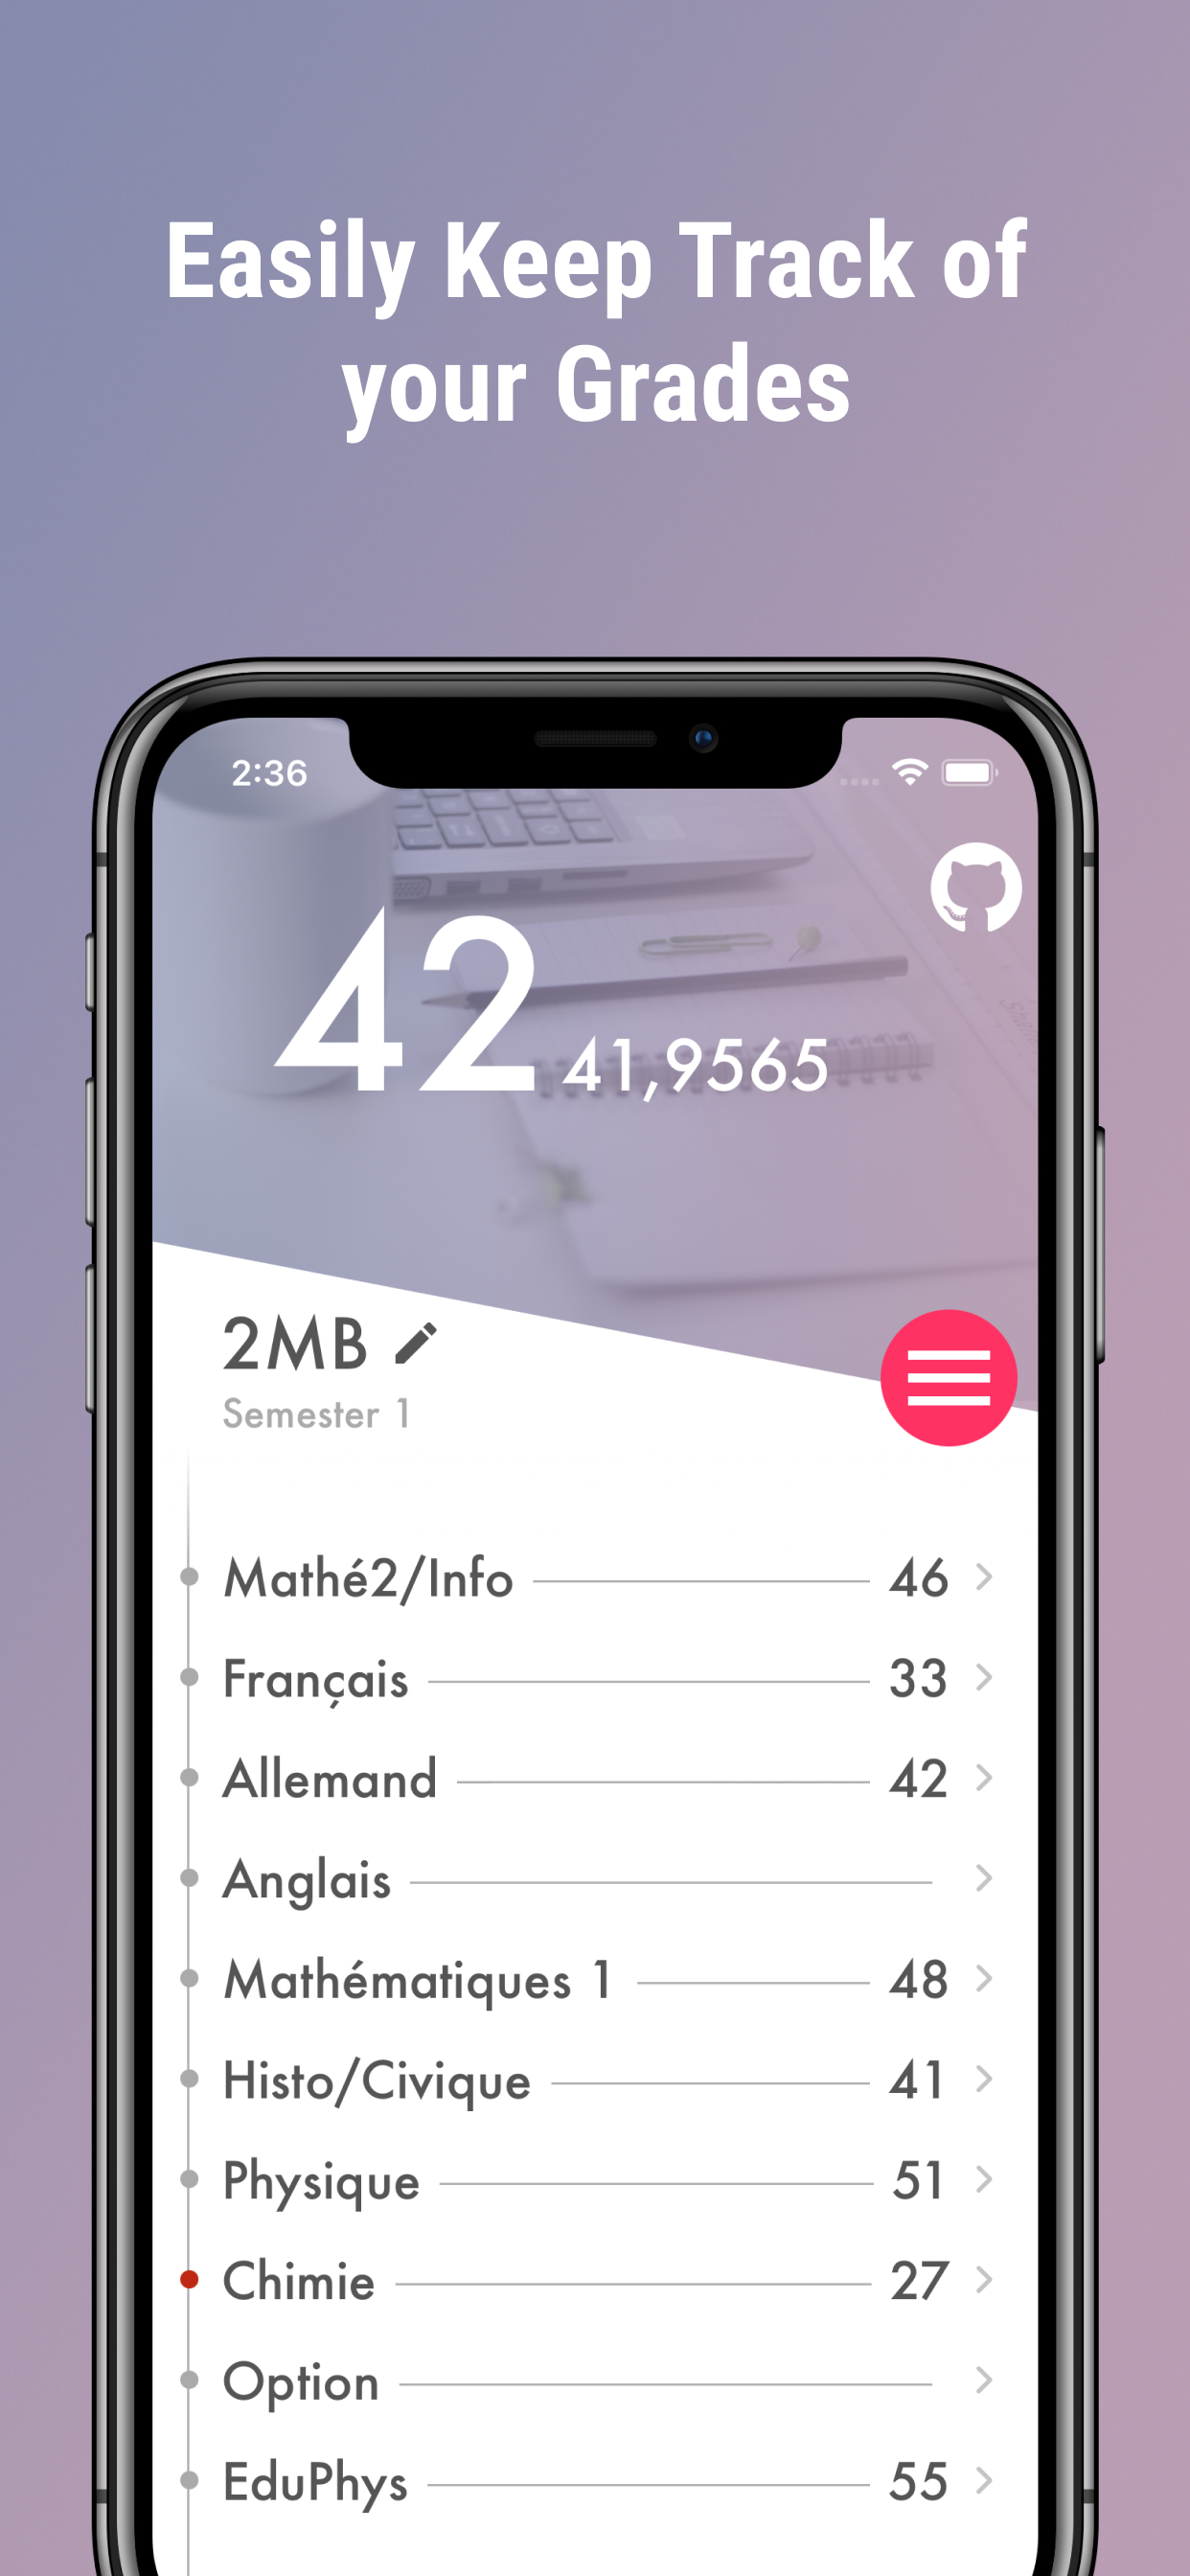 Easily Keep Track of
your Grades
2:36
42 41,9565
2MB
Semester 1
Mathé2/Info 46
Français 33
Allemand 42
Anglais
Mathématiques 1 48
Histo/Civique 41
Physique 51
Chimie 27
Option
EduPhys 55